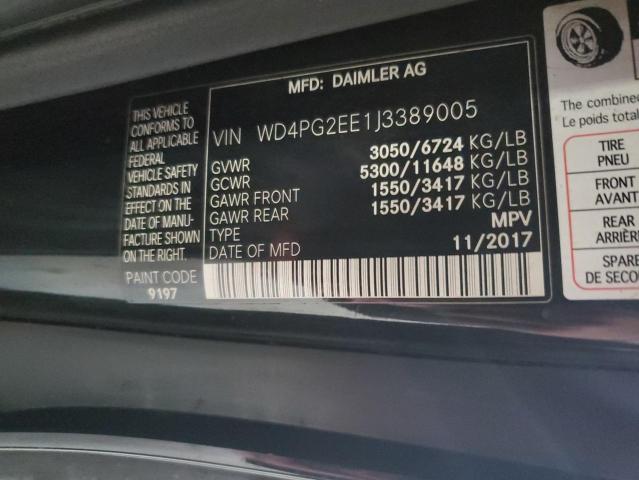 MFD: DAIMLER AG
THIS VEHICLE
CONFORMS TO
ALL APPLICABLE
FEDERAL
VEHICLE SAFETY
STANDARDS IN
EFFECT ON THE
DATE OF MANU-
FACTURE SHOWN
ON THE RIGHT.
PAINT CODE
9197
VIN WD4PG2EE1J3389005
GVWR 3050/6724 KG/LB
GCWR 5300/11648 KG/LB
GAWR FRONT 1550/3417 KG/LB
GAWR REAR 1550/3417 KG/LB
TYPE MPV
DATE OF MFD 11/2017
The combine
Le poids total
TIRE
PNEU
FRONT
AVANT
REAR
ARRIÈRE
SPARE
DE SECO